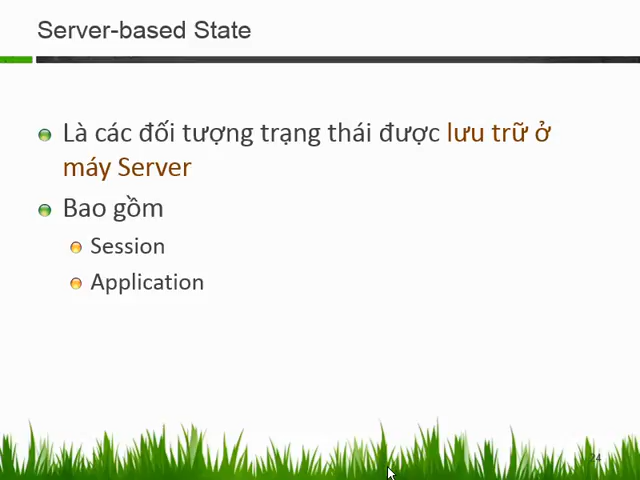 Server-based State
Là các đối tượng trạng thái được lưu trữ ở
máy Server
Bao gồm
Session
Application
24